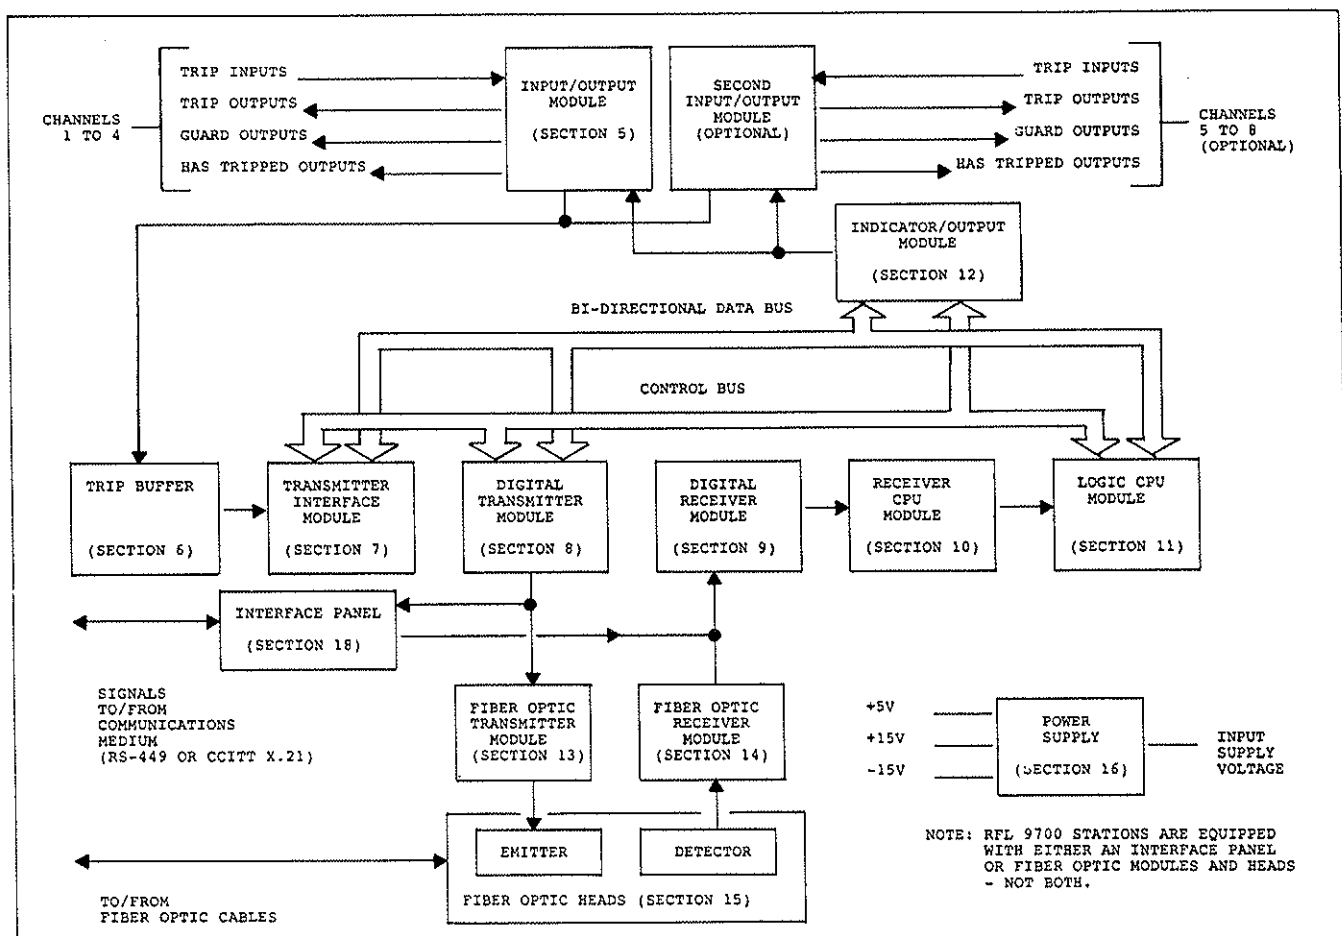 TRIP INPUTS
TRIP OUTPUTS
GUARD OUTPUTS
HAS TRIPPED OUTPUTS
CHANNELS
1 TO 4
INPUT/OUTPUT
MODULE
(SECTION 5)
SECOND
INPUT/OUTPUT
MODULE
(OPTIONAL)
TRIP INPUTS
TRIP OUTPUTS
GUARD OUTPUTS
HAS TRIPPED OUTPUTS
CHANNELS
5 TO 8
(OPTIONAL)
INDICATOR/OUTPUT
MODULE
(SECTION 12)
BI-DIRECTIONAL DATA BUS
CONTROL BUS
TRIP BUFFER
(SECTION 6)
TRANSMITTER
INTERFACE
MODULE
(SECTION 7)
DIGITAL
TRANSMITTER
MODULE
(SECTION 8)
DIGITAL
RECEIVER
MODULE
(SECTION 9)
RECEIVER
CPU
MODULE
(SECTION 10)
LOGIC CPU
MODULE
(SECTION 11)
INTERFACE PANEL
(SECTION 18)
SIGNALS
TO/FROM
COMMUNICATIONS
MEDIUM
(RS-449 OR CCITT X.21)
FIBER OPTIC
TRANSMITTER
MODULE
(SECTION 13)
FIBER OPTIC
RECEIVER
MODULE
(SECTION 14)
+5V
+15V
-15V
POWER
SUPPLY
(SECTION 16)
INPUT
SUPPLY
VOLTAGE
EMITTER
DETECTOR
FIBER OPTIC HEADS (SECTION 15)
TO/FROM
FIBER OPTIC CABLES
NOTE: RFL 9700 STATIONS ARE EQUIPPED
WITH EITHER AN INTERFACE PANEL
OR FIBER OPTIC MODULES AND HEADS
- NOT BOTH.